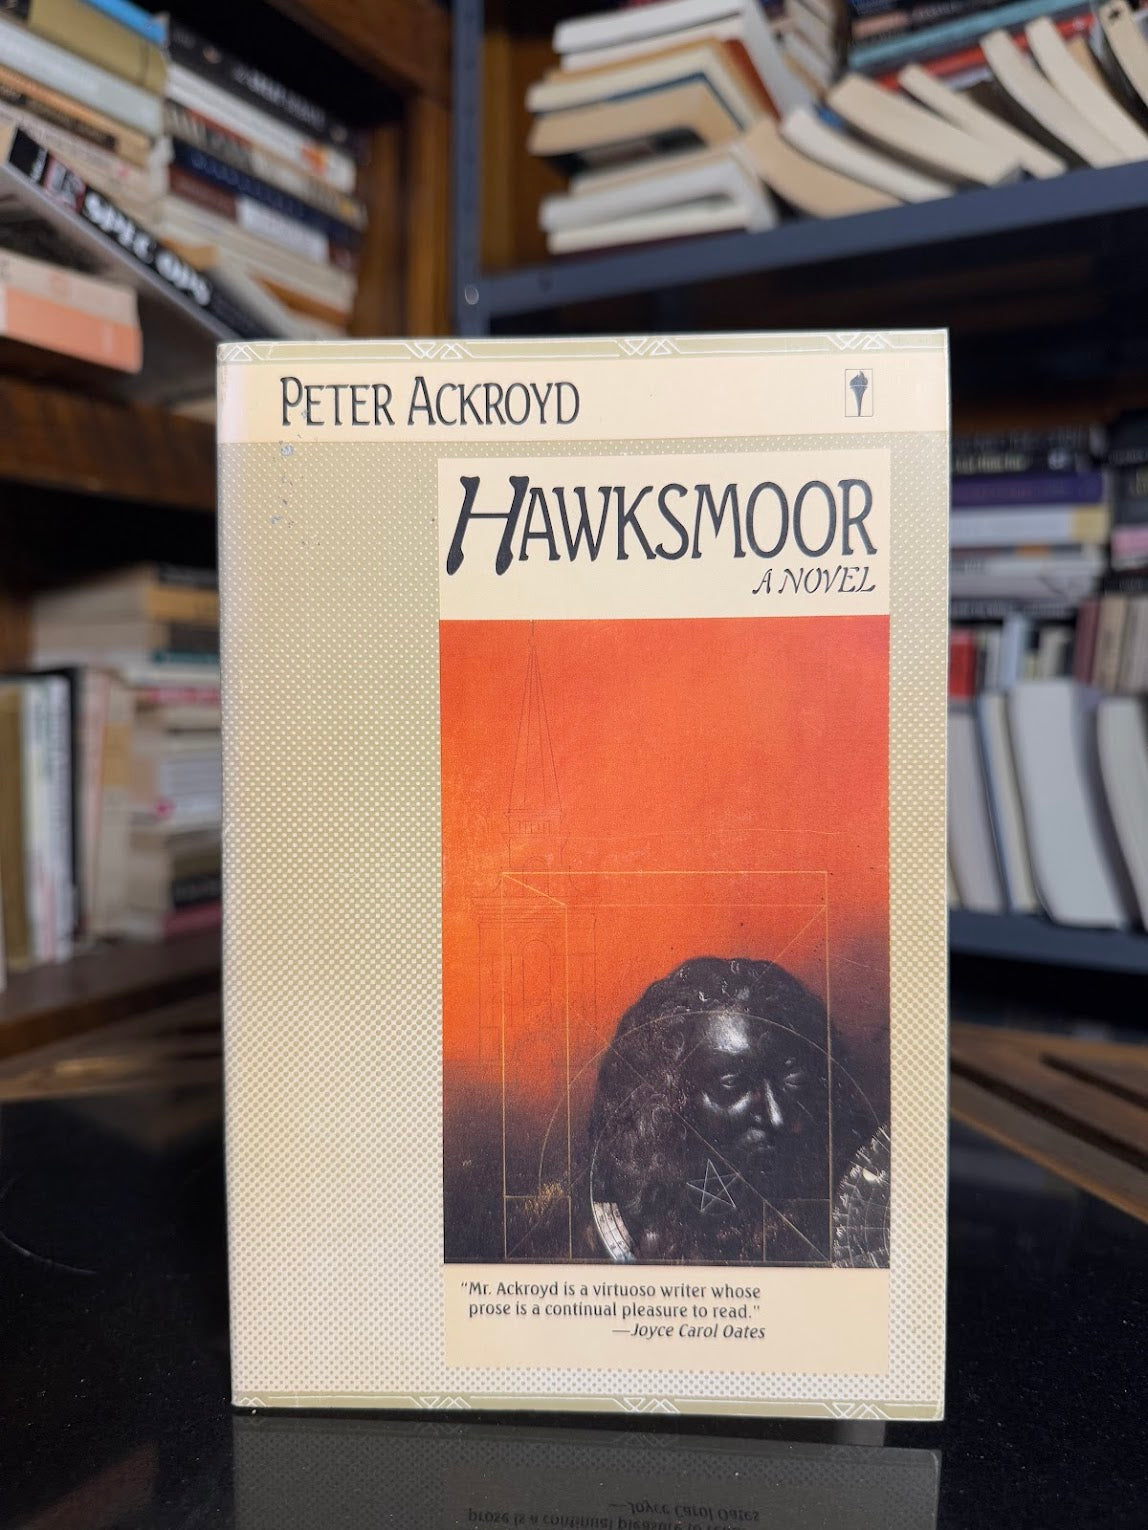 SPEC OPS
PETER ACKROYD
HAWKSMOOR
A NOVEL
"Mr. Ackroyd is a virtuoso writer whose
prose is a continual pleasure to read."
—Joyce Carol Oates